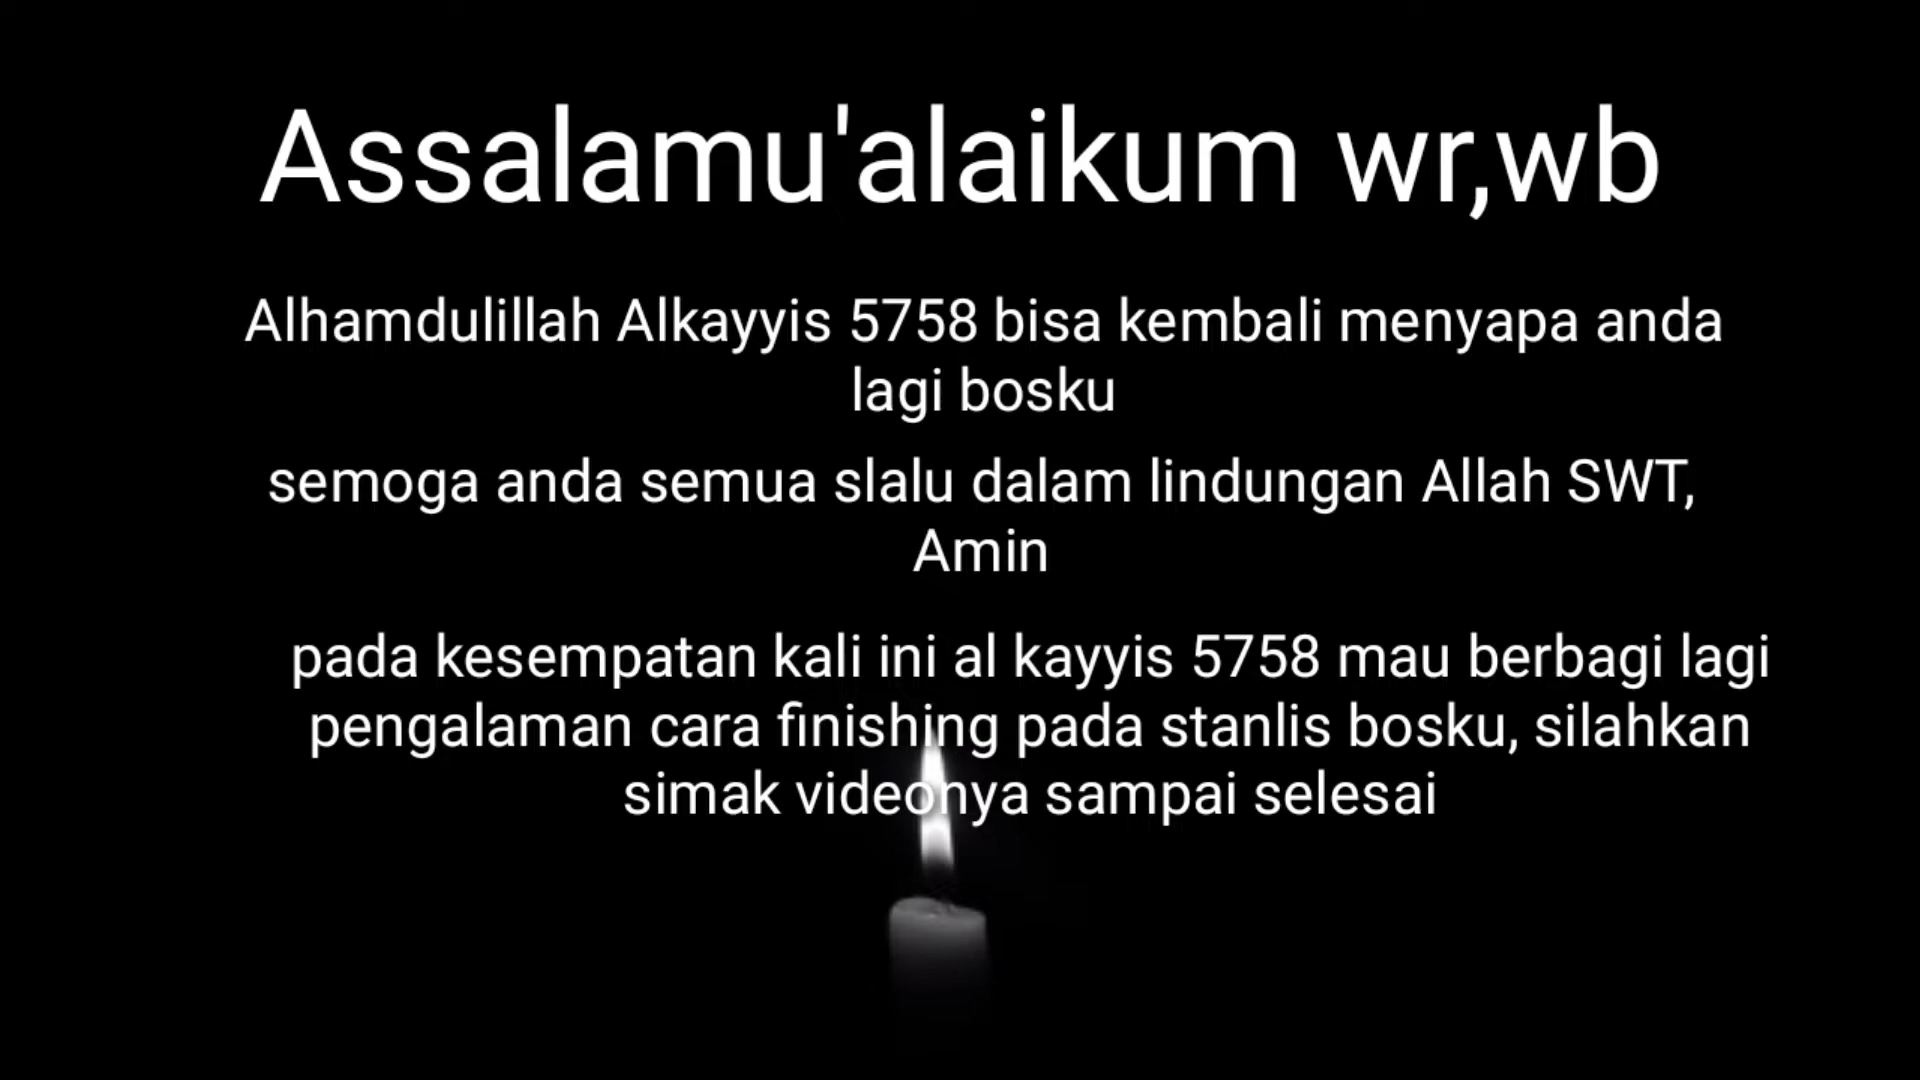 Assalamu'alaikum wr,wb
Alhamdulillah Alkayyis 5758 bisa kembali menyapa anda
lagi bosku
semoga anda semua slalu dalam lindungan Allah SWT,
Amin
pada kesempatan kali ini al kayyis 5758 mau berbagi lagi
pengalaman cara finishing pada stanlis bosku, silahkan
simak videonya sampai selesai